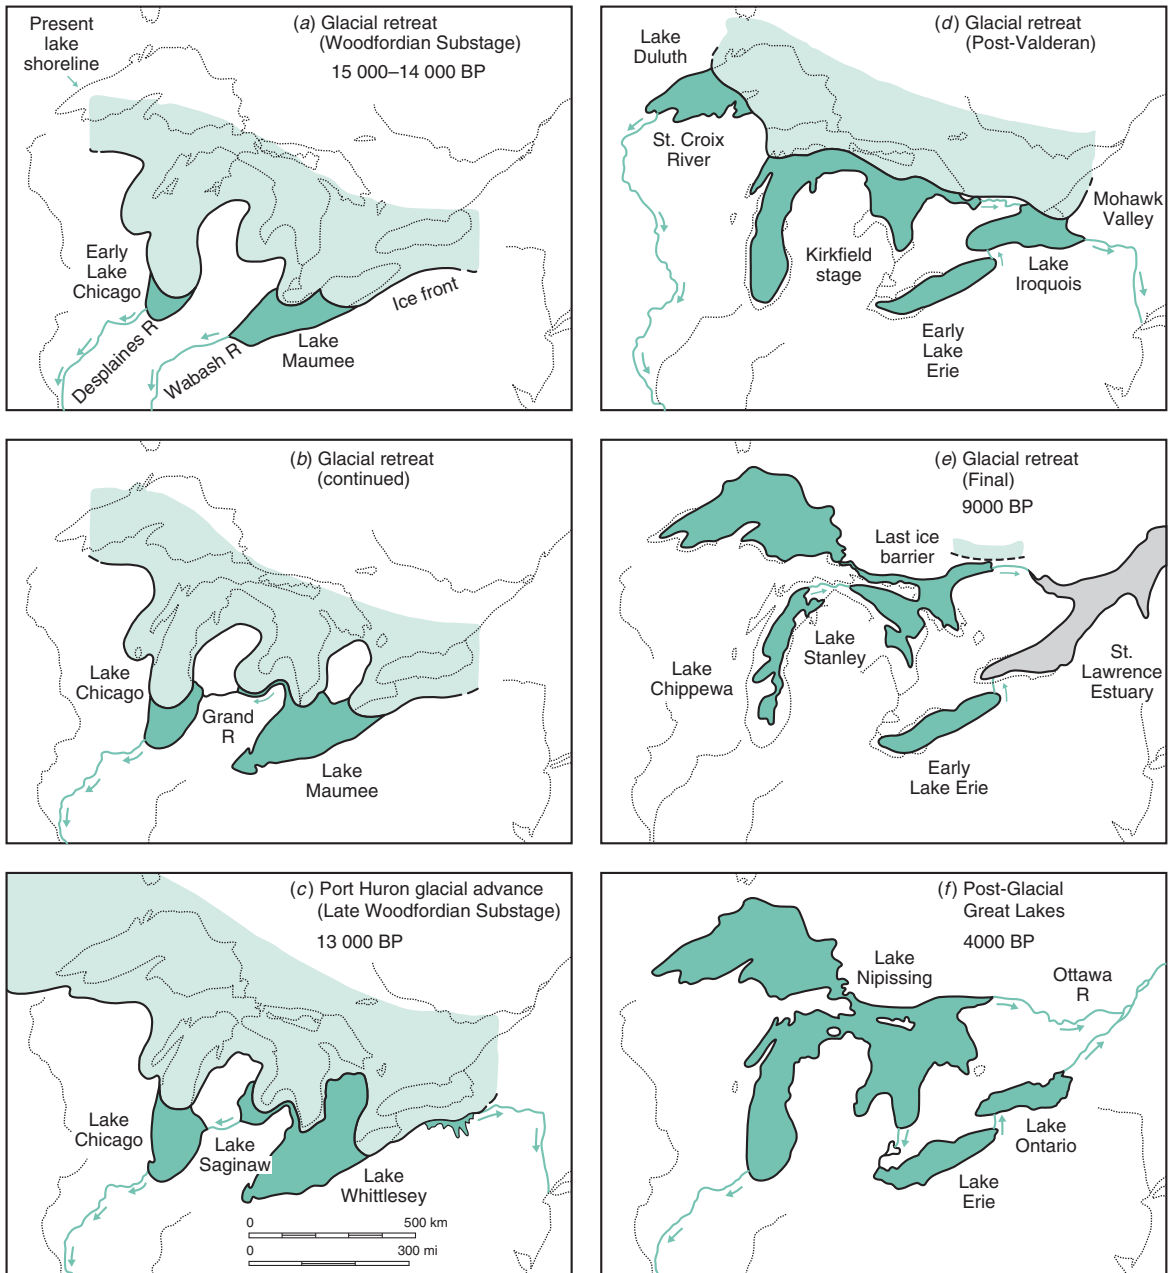 Present
lake
shoreline
(a) Glacial retreat
(Woodfordian Substage)
15 000–14 000 BP
Early
Lake
Chicago
Desplaines R
Wabash R
Lake
Maumee
Ice front
(b) Glacial retreat
(continued)
Lake
Chicago
Grand
R
Lake
Maumee
(c) Port Huron glacial advance
(Late Woodfordian Substage)
13 000 BP
Lake
Chicago
Lake
Saginaw
Lake
Whittlesey
0 500 km
0 300 mi
(d) Glacial retreat
(Post-Valderan)
Lake
Duluth
St. Croix
River
Kirkfield
stage
Mohawk
Valley
Lake
Iroquois
Early
Lake
Erie
(e) Glacial retreat
(Final)
9000 BP
Last ice
barrier
Lake
Stanley
Lake
Chippewa
St.
Lawrence
Estuary
Early
Lake Erie
(f) Post-Glacial
Great Lakes
4000 BP
Lake
Nipissing
Ottawa
R
Lake
Ontario
Lake
Erie